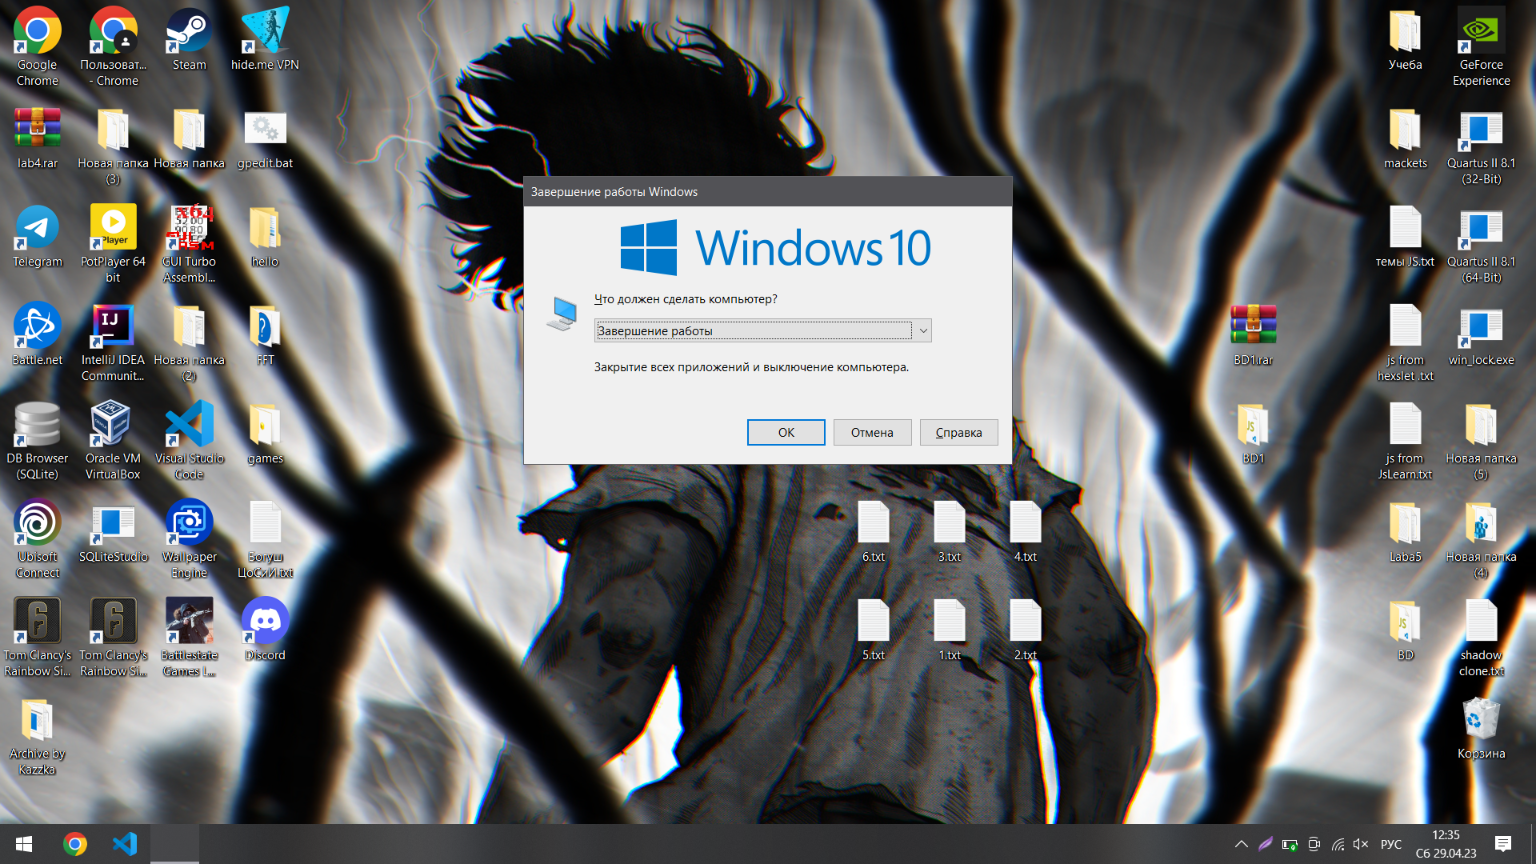 Google
Chrome
Пользоват...
- Chrome
Steam
hide.me VPN
Учеба
GeForce
Experience
lab4.rar
Новая папка
(3)
Новая папка
gpedit.bat
mackets
Quartus II 8.1
(32-Bit)
Завершение работы Windows
Windows 10
Что должен сделать компьютер?
Завершение работы
Закрытие всех приложений и выключение компьютера.
ОК
Отмена
Справка
Telegram
Player
PotPlayer 64
bit
GUI Turbo
Assembl...
hello
темы JS.txt
Quartus II 8.1
(64-Bit)
Battle.net
IJ
IntelliJ IDEA
Communit...
Новая папка
(2)
FFT
BD1.rar
js from
hexslet .txt
win_lock.exe
DB Browser
(SQLite)
Oracle VM
VirtualBox
Visual Studio
Code
games
BD1
js from
JsLearn.txt
Новая папка
(5)
Ubisoft
Connect
SQLiteStudio
Wallpaper
Engine
Зогуш
ЦоСиИ.txt
6.txt
3.txt
4.txt
Laba5
Новая папка
(4)
Tom Clancy's
Rainbow Si...
Tom Clancy's
Rainbow Si...
Battlestate
Games L...
Discord
5.txt
1.txt
2.txt
BD
shadow
clone.txt
Archive by
Kazzka
Корзина
РУС
12:35
Сб 29.04.23